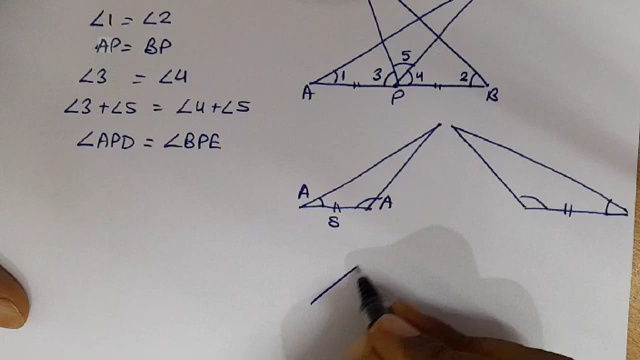 ∠1 = ∠2
AP = BP
∠3 = ∠4
∠3 + ∠5 = ∠4 + ∠5
∠APD = ∠BPE
5
1 3 4 2
A P B
A A
S